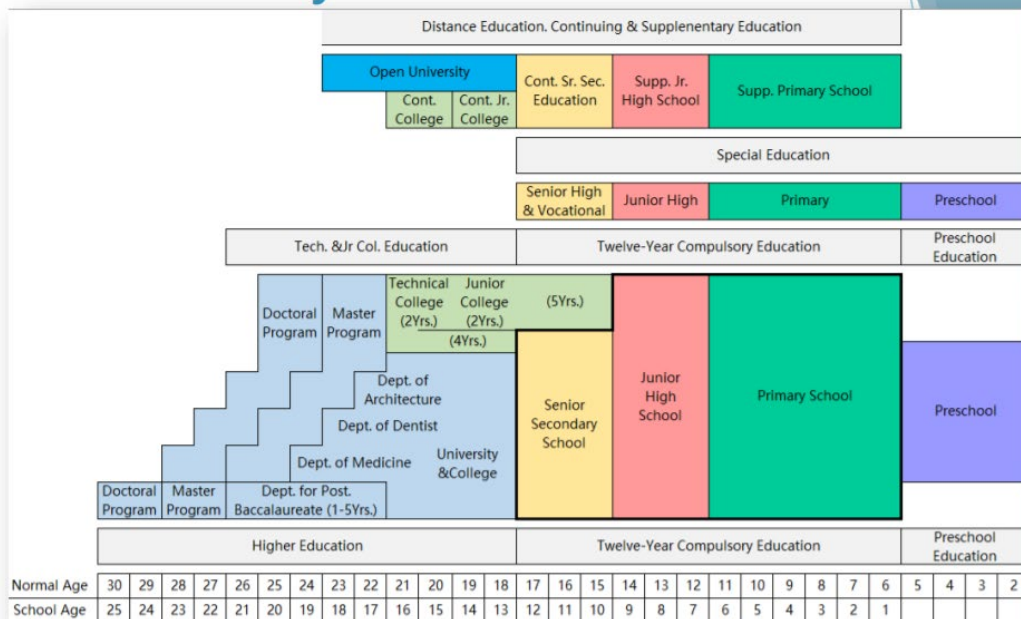 Distance Education. Continuing & Supplenentary Education
Open University
Cont.
College
Cont. Jr.
College
Cont. Sr. Sec.
Education
Supp. Jr.
High School
Supp. Primary School
Special Education
Senior High
& Vocational
Junior High
Primary
Preschool
Tech. &Jr Col. Education
Twelve-Year Compulsory Education
Preschool
Education
Doctoral
Program
Master
Program
Technical
College
(2Yrs.)
Junior
College
(2Yrs.)
(5Yrs.)
(4Yrs.)
Dept. of
Architecture
Dept. of Dentist
Dept. of Medicine
University
&College
Senior
Secondary
School
Junior
High
School
Primary School
Preschool
Doctoral
Program
Master
Program
Dept. for Post.
Baccalaureate (1-5Yrs.)
Higher Education
Twelve-Year Compulsory Education
Preschool
Education
Normal Age 30 29 28 27 26 25 24 23 22 21 20 19 18 17 16 15 14 13 12 11 10 9 8 7 6 5 4 3 2
School Age 25 24 23 22 21 20 19 18 17 16 15 14 13 12 11 10 9 8 7 6 5 4 3 2 1